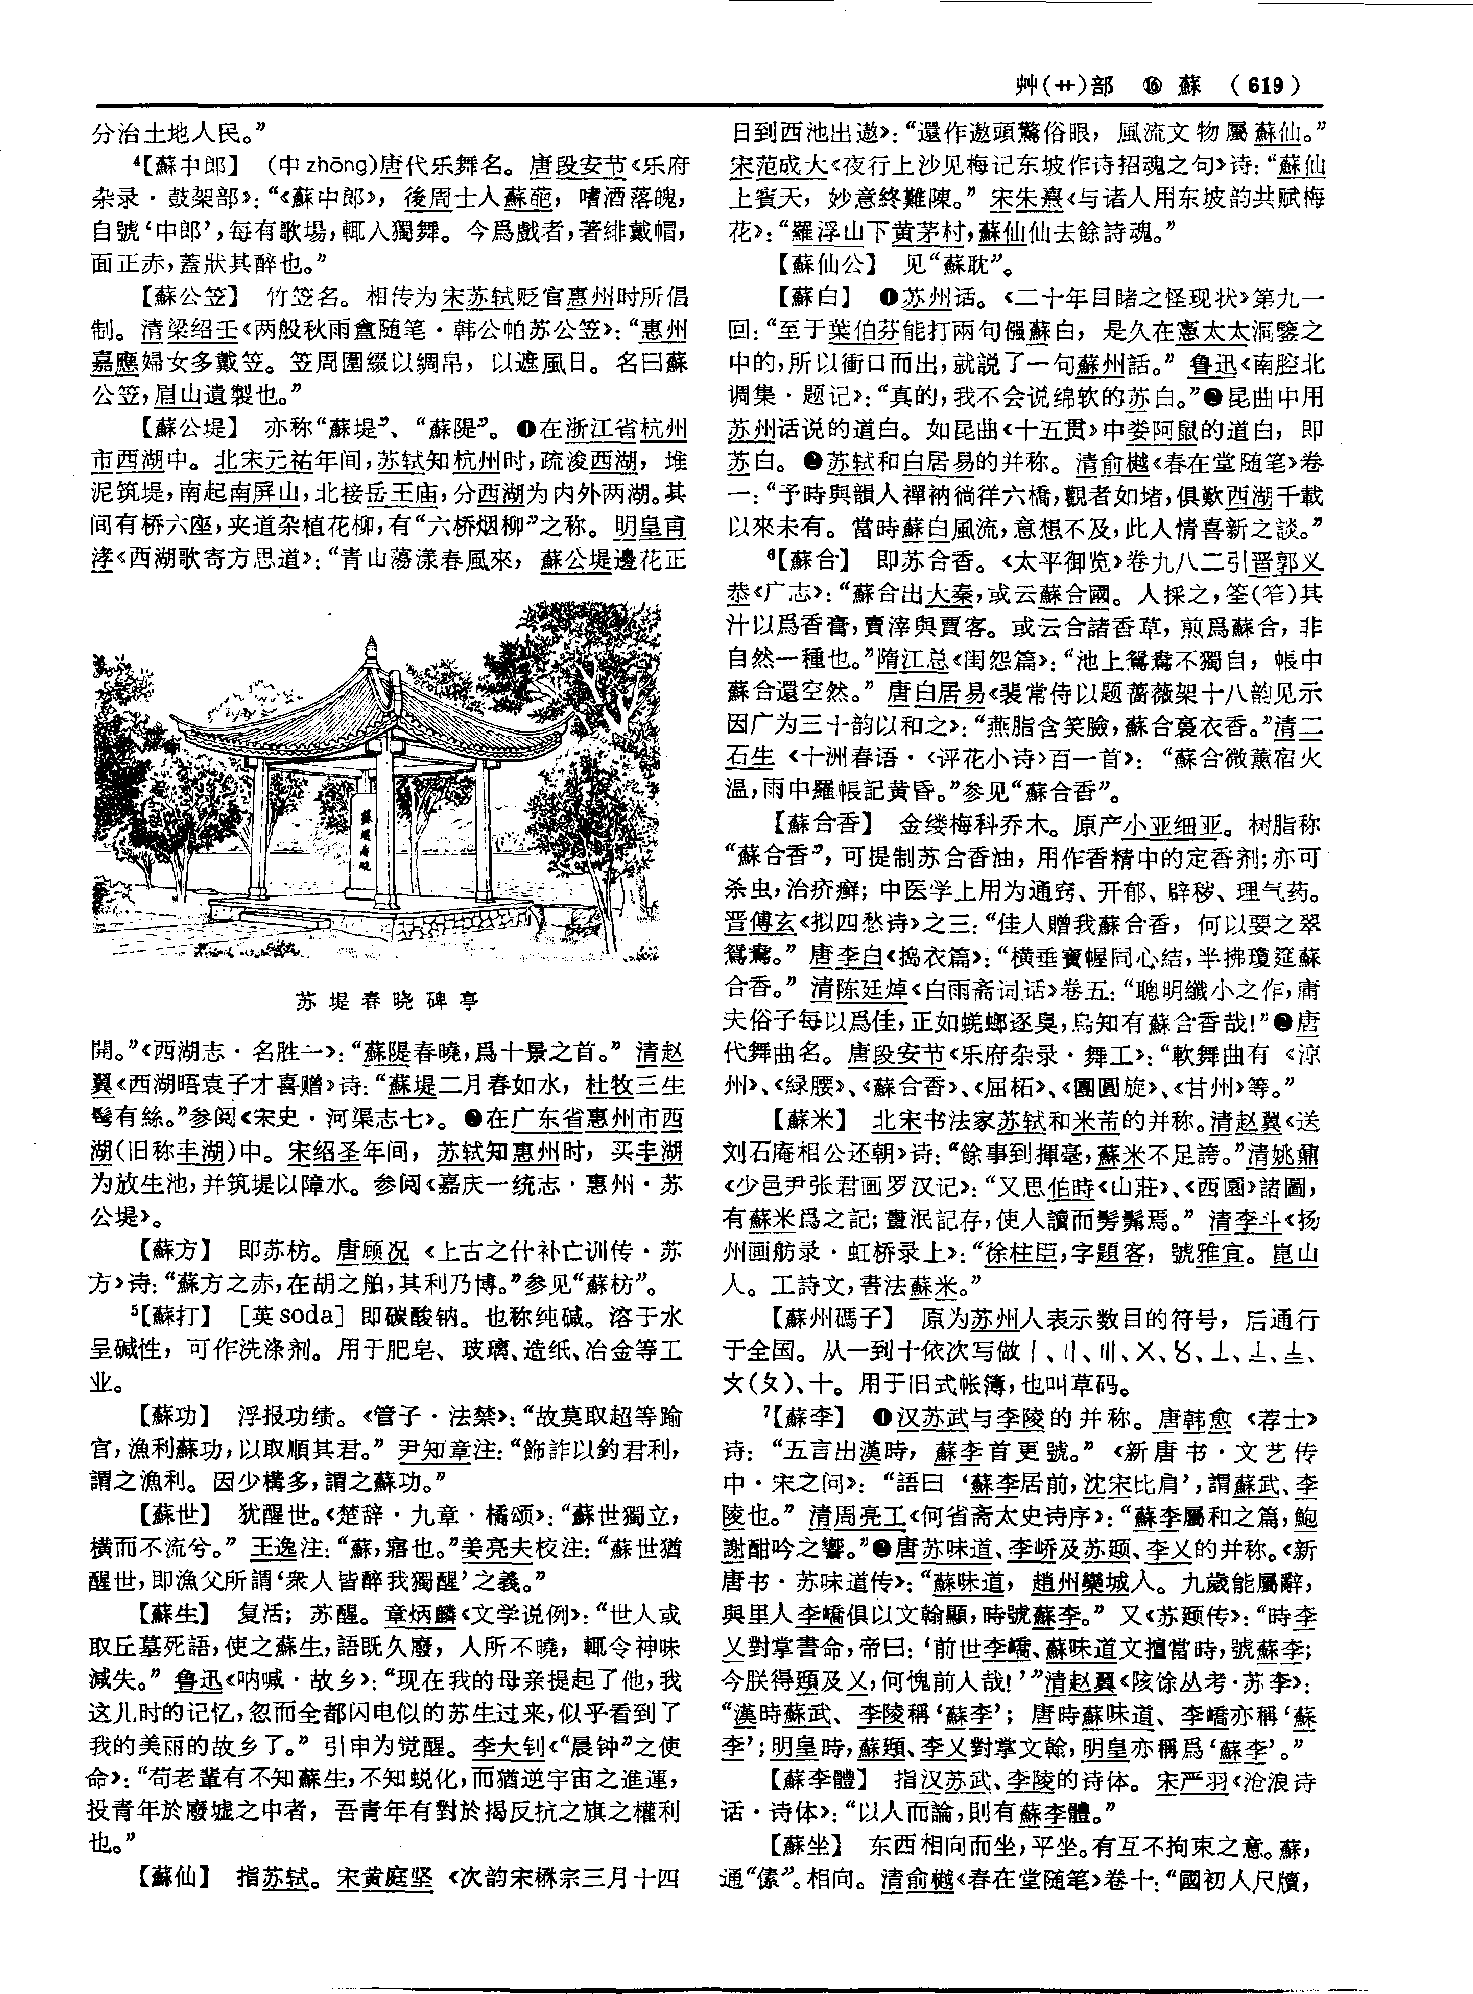 艸(艹)部 ⑯ 蘇 (619)
分治土地人民。”
⁴【蘇中郎】 (中 zhōng)唐代乐舞名。唐段安节《乐府
杂录·鼓架部》：“《蘇中郎》，後周士人蘇葩，嗜酒落魄，
自號‘中郎’，每有歌場，輒入獨舞。今爲戲者，著緋戴帽，
面正赤，蓋狀其醉也。”
【蘇公笠】 竹笠名。相传为宋苏轼贬官惠州时所倡
制。清梁绍壬《两般秋雨盦随笔·韩公帕苏公笠》：“惠州
嘉應婦女多戴笠。笠周圍綴以綢帛，以遮風日。名曰蘇
公笠，眉山遺製也。”
【蘇公堤】 亦称“蘇堤”、“蘇隄”。❶在浙江省杭州
市西湖中。北宋元祐年间，苏轼知杭州时，疏浚西湖，堆
泥筑堤，南起南屏山，北接岳王庙，分西湖为内外两湖。其
间有桥六座，夹道杂植花柳，有“六桥烟柳”之称。明皇甫
涍《西湖歌寄方思道》：“青山蕩漾春風來，蘇公堤邊花正
蘇堤春曉
苏堤春晓碑亭
開。”《西湖志·名胜一》：“蘇隄春曉，爲十景之首。”清赵
翼《西湖晤袁子才喜赠》诗：“蘇堤二月春如水，杜牧三生
鬢有絲。”参阅《宋史·河渠志七》。❷在广东省惠州市西
湖(旧称丰湖)中。宋绍圣年间，苏轼知惠州时，买丰湖
为放生池，并筑堤以障水。参阅《嘉庆一统志·惠州·苏
公堤》。
【蘇方】 即苏枋。唐顾况《上古之什补亡训传·苏
方》诗：“蘇方之赤，在胡之舶，其利乃博。”参见“蘇枋”。
⁵【蘇打】 ［英 soda］即碳酸钠。也称纯碱。溶于水
呈碱性，可作洗涤剂。用于肥皂、玻璃、造纸、冶金等工
业。
【蘇功】 浮报功绩。《管子·法禁》：“故莫取超等踰
官，漁利蘇功，以取順其君。”尹知章注：“飾詐以釣君利，
謂之漁利。因少構多，謂之蘇功。”
【蘇世】 犹醒世。《楚辞·九章·橘颂》：“蘇世獨立，
横而不流兮。”王逸注：“蘇，寤也。”姜亮夫校注：“蘇世猶
醒世，即漁父所謂‘衆人皆醉我獨醒’之義。”
【蘇生】 复活；苏醒。章炳麟《文学说例》：“世人或
取丘墓死語，使之蘇生，語既久廢，人所不曉，輒令神味
減失。”鲁迅《呐喊·故乡》：“现在我的母亲提起了他，我
这儿时的记忆，忽而全都闪电似的苏生过来，似乎看到了
我的美丽的故乡了。”引申为觉醒。李大钊《“晨钟”之使
命》：“苟老輩有不知蘇生，不知蜕化，而猶逆宇宙之進運，
投青年於廢墟之中者，吾青年有對於揭反抗之旗之權利
也。”
【蘇仙】 指苏轼。宋黄庭坚《次韵宋楙宗三月十四
日到西池出遨》：“還作遨頭驚俗眼，風流文物屬蘇仙。”
宋范成大《夜行上沙见梅记东坡作诗招魂之句》诗：“蘇仙
上賓天，妙意終難陳。”宋朱熹《与诸人用东坡韵共赋梅
花》：“羅浮山下黄茅村，蘇仙仙去餘詩魂。”
【蘇仙公】 见“蘇耽”。
【蘇白】 ❶苏州话。《二十年目睹之怪现状》第九一
回：“至于葉伯芬能打兩句强蘇白，是久在憲太太洞鑒之
中的，所以衝口而出，就説了一句蘇州話。”鲁迅《南腔北
调集·题记》：“真的，我不会说绵软的苏白。”❷昆曲中用
苏州话说的道白。如昆曲《十五贯》中娄阿鼠的道白，即
苏白。❸苏轼和白居易的并称。清俞樾《春在堂随笔》卷
一：“予時與韻人禪衲徜徉六橋，觀者如堵，俱歎西湖千載
以來未有。當時蘇白風流，意想不及，此人情喜新之談。”
⁶【蘇合】 即苏合香。《太平御览》卷九八二引晋郭义
恭《广志》：“蘇合出大秦，或云蘇合國。人採之，筌(笮)其
汁以爲香膏，賣滓與賈客。或云合諸香草，煎爲蘇合，非
自然一種也。”隋江总《闺怨篇》：“池上鴛鴦不獨自，帳中
蘇合還空然。”唐白居易《裴常侍以题蔷薇架十八韵见示
因广为三十韵以和之》：“燕脂含笑臉，蘇合裛衣香。”清二
石生《十洲春语·〈评花小诗〉百一首》：“蘇合微薰宿火
温，雨中羅帳記黄昏。”参见“蘇合香”。
【蘇合香】 金缕梅科乔木。原产小亚细亚。树脂称
“蘇合香”，可提制苏合香油，用作香精中的定香剂；亦可
杀虫，治疥癣；中医学上用为通窍、开郁、辟秽、理气药。
晋傅玄《拟四愁诗》之三：“佳人贈我蘇合香，何以要之翠
鴛鴦。”唐李白《捣衣篇》：“横垂寶幄同心结，半拂瓊筵蘇
合香。”清陈廷焯《白雨斋词话》卷五：“聰明纖小之作，庸
夫俗子每以爲佳，正如蜣螂逐臭，烏知有蘇合香哉！”❷唐
代舞曲名。唐段安节《乐府杂录·舞工》：“軟舞曲有《涼
州》、《緑腰》、《蘇合香》、《屈柘》、《團圓旋》、《甘州》等。”
【蘇米】 北宋书法家苏轼和米芾的并称。清赵翼《送
刘石庵相公还朝》诗：“餘事到揮毫，蘇米不足誇。”清姚鼐
《少邑尹张君画罗汉记》：“又思伯時《山莊》、《西園》諸圖，
有蘇米爲之記；畫泯記存，使人讀而髣髴焉。”清李斗《扬
州画舫录·虹桥录上》：“徐柱臣，字題客，號雅宜。崑山
人。工詩文，書法蘇米。”
【蘇州碼子】 原为苏州人表示数目的符号，后通行
于全国。从一到十依次写做〡、〢、〣、〤、〥、〦、〧、〨、
文(夂)、十。用于旧式帐簿，也叫草码。
⁷【蘇李】 ❶汉苏武与李陵的并称。唐韩愈《荐士》
诗：“五言出漢時，蘇李首更號。”《新唐书·文艺传
中·宋之问》：“語曰‘蘇李居前，沈宋比肩’，謂蘇武、李
陵也。”清周亮工《何省斋太史诗序》：“蘇李屬和之篇，鮑
謝酣吟之響。”❷唐苏味道、李峤及苏颋、李乂的并称。《新
唐书·苏味道传》：“蘇味道，趙州欒城人。九歲能屬辭，
與里人李嶠俱以文翰顯，時號蘇李。”又《苏颋传》：“時李
乂對掌書命，帝曰：‘前世李嶠、蘇味道文擅當時，號蘇李；
今朕得頲及乂，何愧前人哉！’”清赵翼《陔馀丛考·苏李》：
“漢時蘇武、李陵稱‘蘇李’；唐時蘇味道、李嶠亦稱‘蘇
李’；明皇時，蘇頲、李乂對掌文翰，明皇亦稱爲‘蘇李’。”
【蘇李體】 指汉苏武、李陵的诗体。宋严羽《沧浪诗
话·诗体》：“以人而論，則有蘇李體。”
【蘇坐】 东西相向而坐，平坐。有互不拘束之意。蘇，
通“傃”。相向。清俞樾《春在堂随笔》卷十：“國初人尺牘，